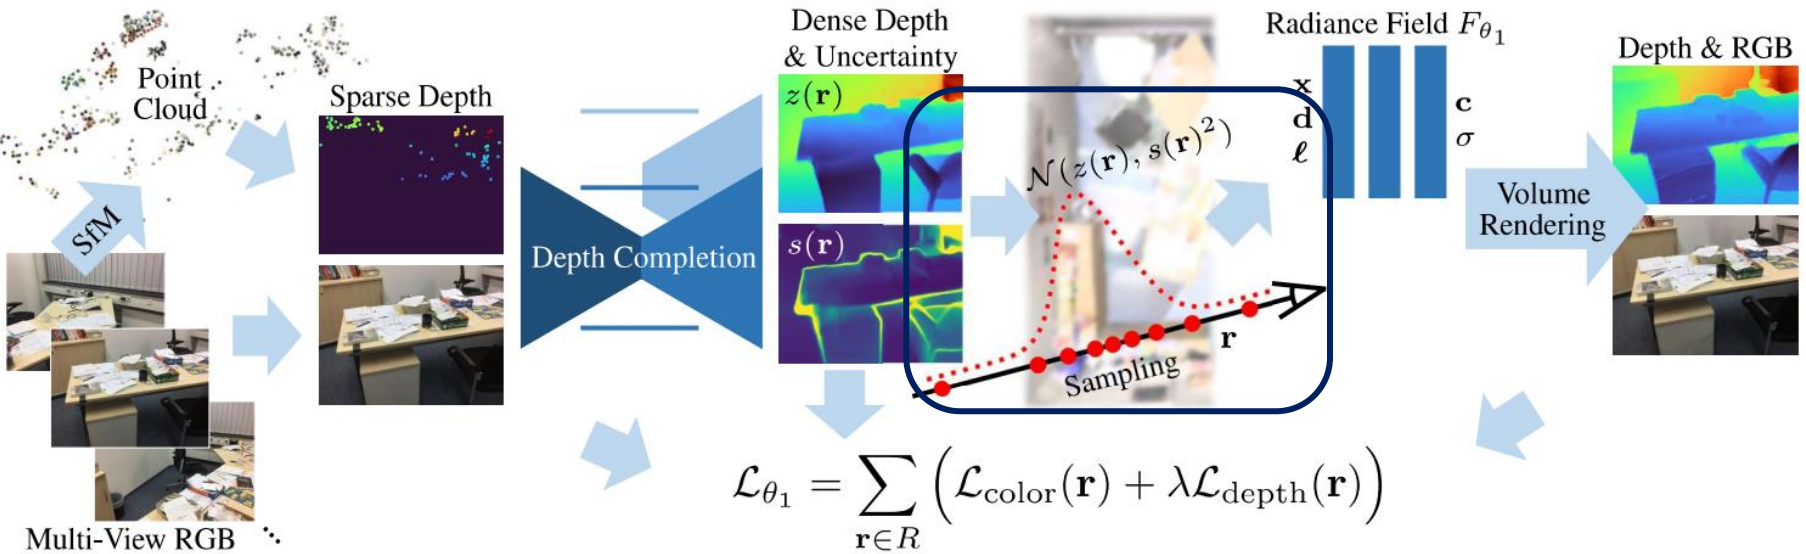 Point
Cloud
SfM
Multi-View RGB
Sparse Depth
Depth Completion
Dense Depth
& Uncertainty
z(r)
s(r)
𝒩(z(r), s(r)²)
Sampling
r
Radiance Field F_θ₁
x
d
ℓ
c
σ
Volume
Rendering
Depth & RGB
ℒ_θ₁ = ∑_{r∈R} (ℒ_color(r) + λℒ_depth(r))